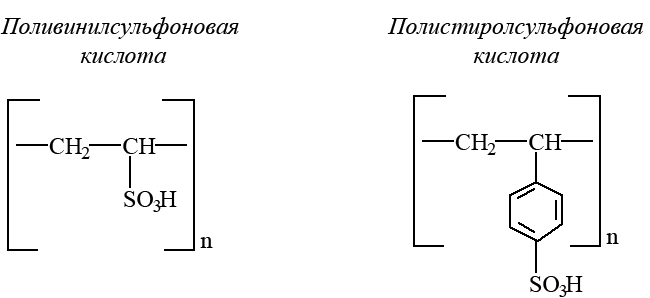 Поливинилсульфоновая
кислота
Полистиролсульфоновая
кислота
—CH₂—CH—
SO₃H
n
—CH₂—CH—
SO₃H
n